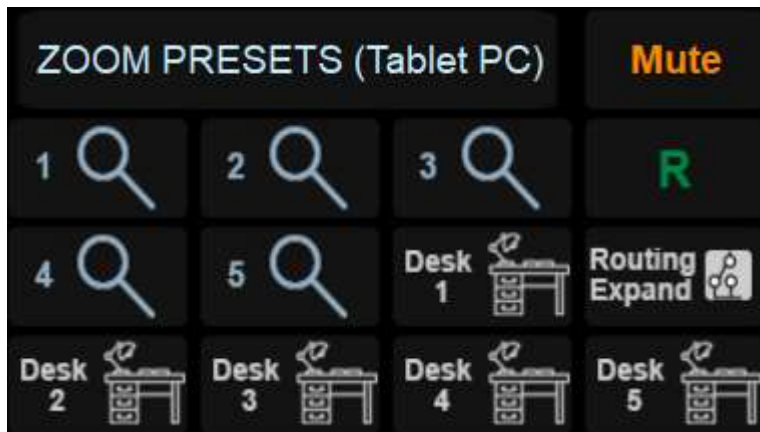 ZOOM PRESETS (Tablet PC)
Mute
1
2
3
R
4
5
Desk
1
Routing
Expand
Desk
2
Desk
3
Desk
4
Desk
5